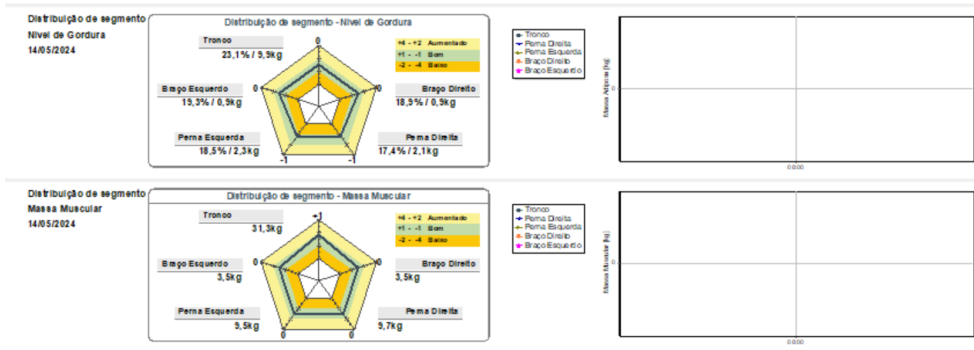 Distribuição de segmento
Nível de Gordura
14/05/2024
Distribuição de segmento - Nível de Gordura
Tronco
23,1% / 9,9kg
0
+4 - +2 Aumentado
+1 - -1 Bom
-2 - -4 Baixo
Braço Esquerdo
19,3% / 0,9kg
0
0
Braço Direito
18,9% / 0,9kg
Perna Esquerda
18,5% / 2,3kg
-1
-1
Perna Direita
17,4% / 2,1kg
Tronco
Perna Direita
Perna Esquerda
Braço Direito
Braço Esquerdo
Massa Adiposa [kg]
0
0:0:00
Distribuição de segmento
Massa Muscular
14/05/2024
Distribuição de segmento - Massa Muscular
Tronco
31,3kg
+1
+4 - +2 Aumentado
+1 - -1 Bom
-2 - -4 Baixo
Braço Esquerdo
3,5kg
0
0
Braço Direito
3,5kg
Perna Esquerda
9,5kg
0
0
Perna Direita
9,7kg
Tronco
Perna Direita
Perna Esquerda
Braço Direito
Braço Esquerdo
Massa Muscular [kg]
0
0:0:00